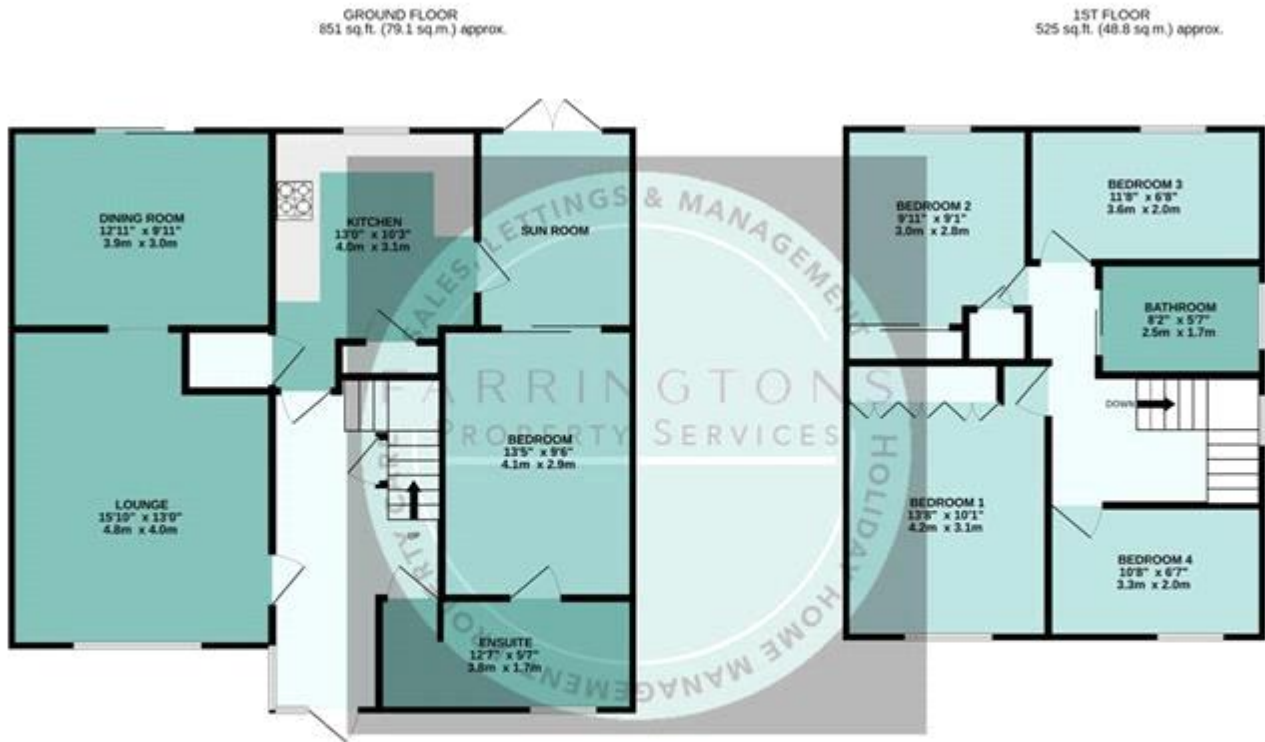 GROUND FLOOR
851 sq.ft. (79.1 sq.m.) approx.
1ST FLOOR
525 sq.ft. (48.8 sq.m.) approx.
DINING ROOM
12'11" x 9'11"
3.9m x 3.0m
KITCHEN
13'0" x 10'3"
4.0m x 3.1m
SUN ROOM
LOUNGE
15'10" x 13'0"
4.8m x 4.0m
BEDROOM
13'5" x 9'6"
4.1m x 2.9m
UP
ENSUITE
12'7" x 5'7"
3.8m x 1.7m
BEDROOM 2
9'11" x 9'1"
3.0m x 2.8m
BEDROOM 3
11'8" x 6'8"
3.6m x 2.0m
BATHROOM
8'2" x 5'7"
2.5m x 1.7m
DOWN
BEDROOM 1
13'8" x 10'1"
4.2m x 3.1m
BEDROOM 4
10'8" x 6'7"
3.3m x 2.0m
SALES, LETTINGS & MANAGEMENT
FARRINGTONS
PROPERTY SERVICES
HOLIDAY HOME MANAGEMENT
PROPERTY CARE